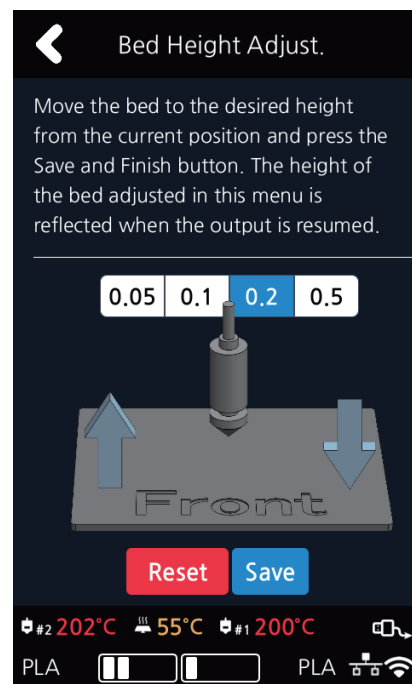 Bed Height Adjust.
Move the bed to the desired height
from the current position and press the
Save and Finish button. The height of
the bed adjusted in this menu is
reflected when the output is resumed.
0.05 0.1 0.2 0.5
Front
Reset Save
#2 202°C 55°C #1 200°C
PLA PLA